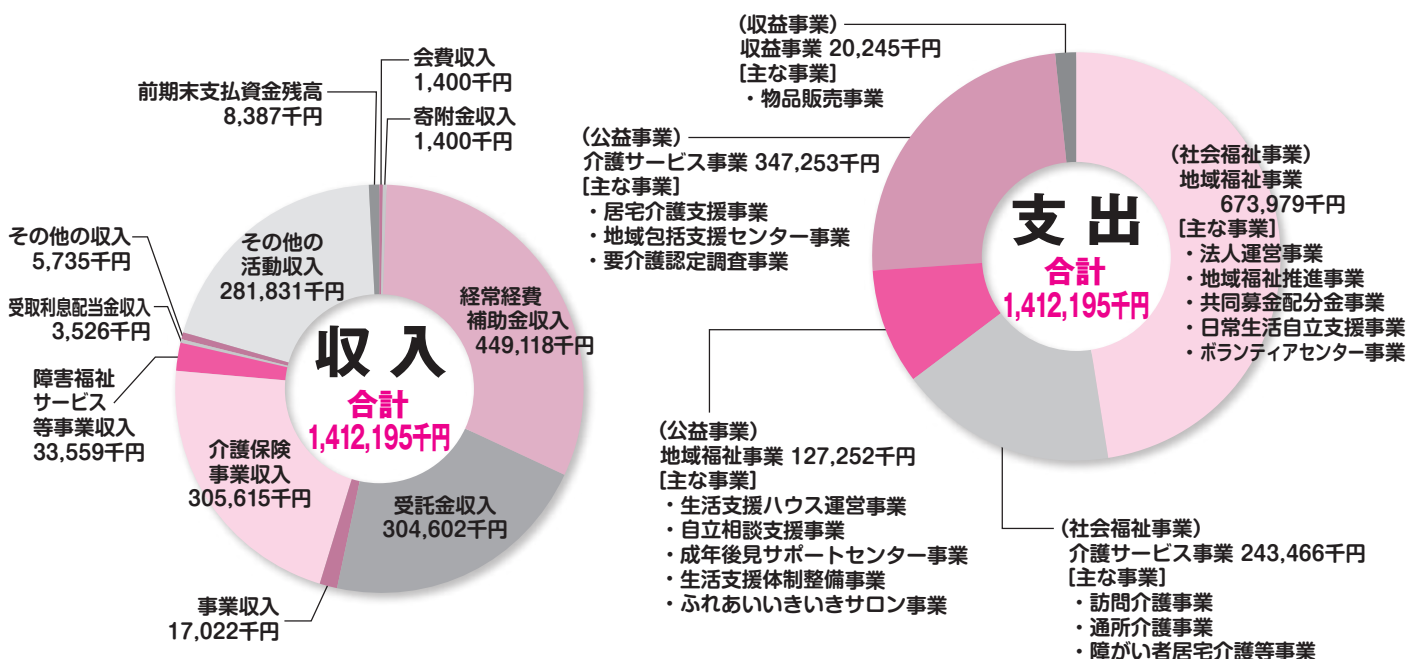 会費収入
1,400千円
前期末支払資金残高
8,387千円
寄附金収入
1,400千円
その他の収入
5,735千円
その他の
活動収入
281,831千円
受取利息配当金収入
3,526千円
経常経費
補助金収入
449,118千円
収入
合計
1,412,195千円
障害福祉
サービス
等事業収入
33,559千円
介護保険
事業収入
305,615千円
受託金収入
304,602千円
事業収入
17,022千円
(収益事業)
収益事業 20,245千円
[主な事業]
・物品販売事業
(公益事業)
介護サービス事業 347,253千円
[主な事業]
・居宅介護支援事業
・地域包括支援センター事業
・要介護認定調査事業
支出
合計
1,412,195千円
(社会福祉事業)
地域福祉事業
673,979千円
[主な事業]
・法人運営事業
・地域福祉推進事業
・共同募金配分金事業
・日常生活自立支援事業
・ボランティアセンター事業
(公益事業)
地域福祉事業 127,252千円
[主な事業]
・生活支援ハウス運営事業
・自立相談支援事業
・成年後見サポートセンター事業
・生活支援体制整備事業
・ふれあいいきいきサロン事業
(社会福祉事業)
介護サービス事業 243,466千円
[主な事業]
・訪問介護事業
・通所介護事業
・障がい者居宅介護等事業